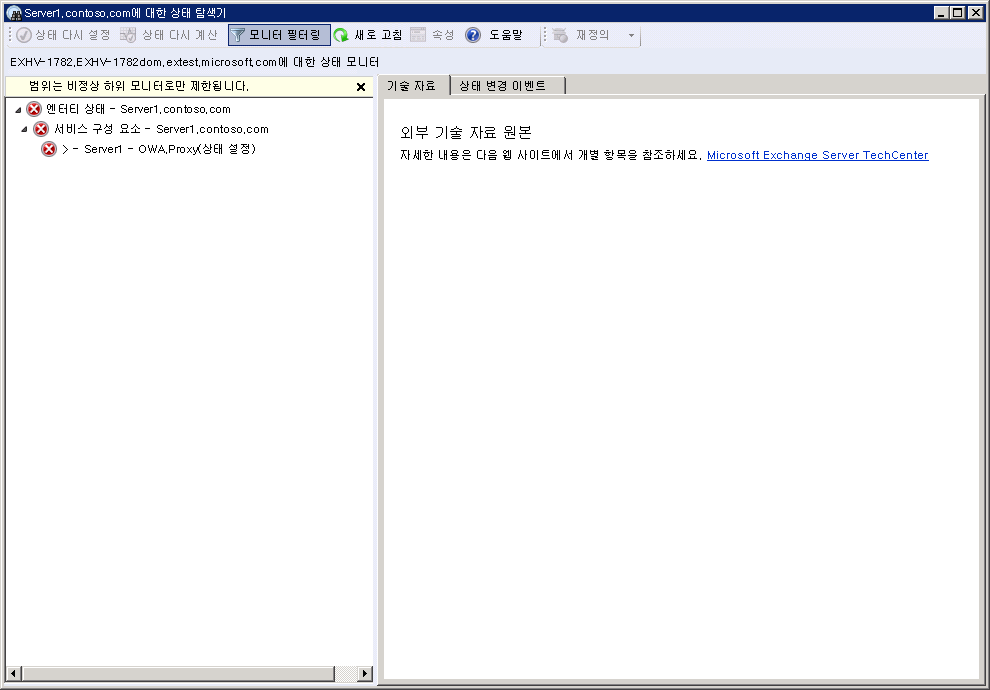 Server1.contoso.com에 대한 상태 탐색기
상태 다시 설정 상태 다시 계산 모니터 필터링 새로 고침 속성 도움말 재정의
EXHV-1782.EXHV-1782dom.extest.microsoft.com에 대한 상태 모니터
범위는 비정상 하위 모니터로만 제한됩니다.
엔터티 상태 - Server1.contoso.com
서비스 구성 요소 - Server1.contoso.com
> - Server1 - OWA.Proxy(상태 설정)
기술 자료 상태 변경 이벤트
외부 기술 자료 원본
자세한 내용은 다음 웹 사이트에서 개별 항목을 참조하세요. Microsoft Exchange Server TechCenter